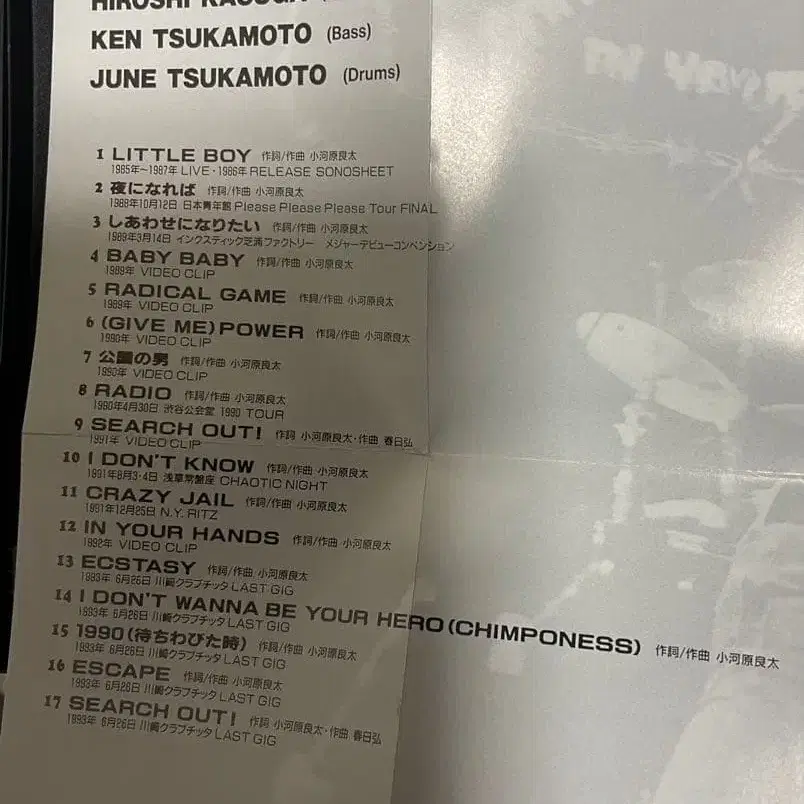 HIROSHI KASUGA
KEN TSUKAMOTO (Bass)
JUNE TSUKAMOTO (Drums)
1 LITTLE BOY 作詞/作曲 小河原良太
1985年〜1987年 LIVE・1986年 RELEASE SONOSHEET
2 夜になれば 作詞/作曲 小河原良太
1988年10月12日 日本青年館 Please Please Please Tour FINAL
3 しあわせになりたい 作詞/作曲 小河原良太
1989年3月14日 インクスティック芝浦ファクトリー メジャーデビューコンベンション
4 BABY BABY 作詞/作曲 小河原良太
1989年 VIDEO CLIP
5 RADICAL GAME 作詞/作曲 小河原良太
1989年 VIDEO CLIP
6 (GIVE ME) POWER 作詞/作曲 小河原良太
1990年 VIDEO CLIP
7 公園の男 作詞/作曲 小河原良太
1990年 VIDEO CLIP
8 RADIO 作詞/作曲 小河原良太
1990年4月30日 渋谷公会堂 1990 TOUR
9 SEARCH OUT! 作詞 小河原良太・作曲 春日弘
1991年 VIDEO CLIP
10 I DON'T KNOW 作詞/作曲 小河原良太
1991年8月3・4日 浅草常盤座 CHAOTIC NIGHT
11 CRAZY JAIL 作詞/作曲 小河原良太
1991年12月25日 N.Y. RITZ
12 IN YOUR HANDS 作詞/作曲 小河原良太
1992年 VIDEO CLIP
13 ECSTASY 作詞/作曲 小河原良太
1993年 6月26日 川崎クラブチッタ LAST GIG
14 I DON'T WANNA BE YOUR HERO (CHIMPONESS) 作詞/作曲 小河原良太
1993年 6月26日 川崎クラブチッタ LAST GIG
15 1990 (待ちわびた時) 作詞/作曲 小河原良太
1993年 6月26日 川崎クラブチッタ LAST GIG
16 ESCAPE 作詞/作曲 小河原良太
1993年 6月26日 川崎クラブチッタ LAST GIG
17 SEARCH OUT! 作詞 小河原良太・作曲 春日弘
1993年 6月26日 川崎クラブチッタ LAST GIG